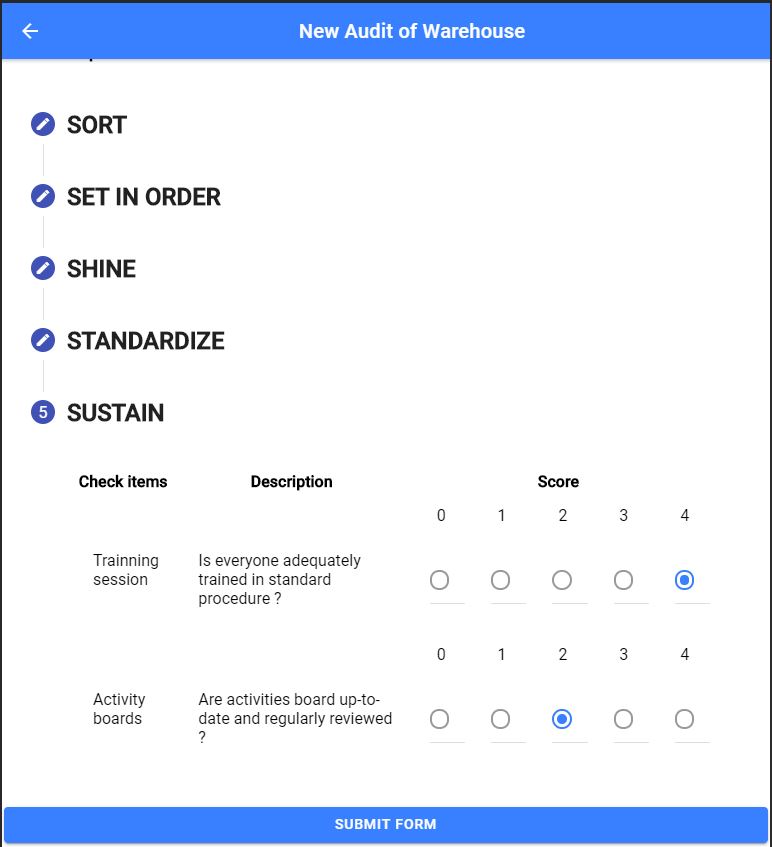 New Audit of Warehouse
SORT
SET IN ORDER
SHINE
STANDARDIZE
5 SUSTAIN
Check items Description Score
0 1 2 3 4
Trainning Is everyone adequately
session trained in standard
procedure ?
0 1 2 3 4
Activity Are activities board up-to-
boards date and regularly reviewed
?
SUBMIT FORM